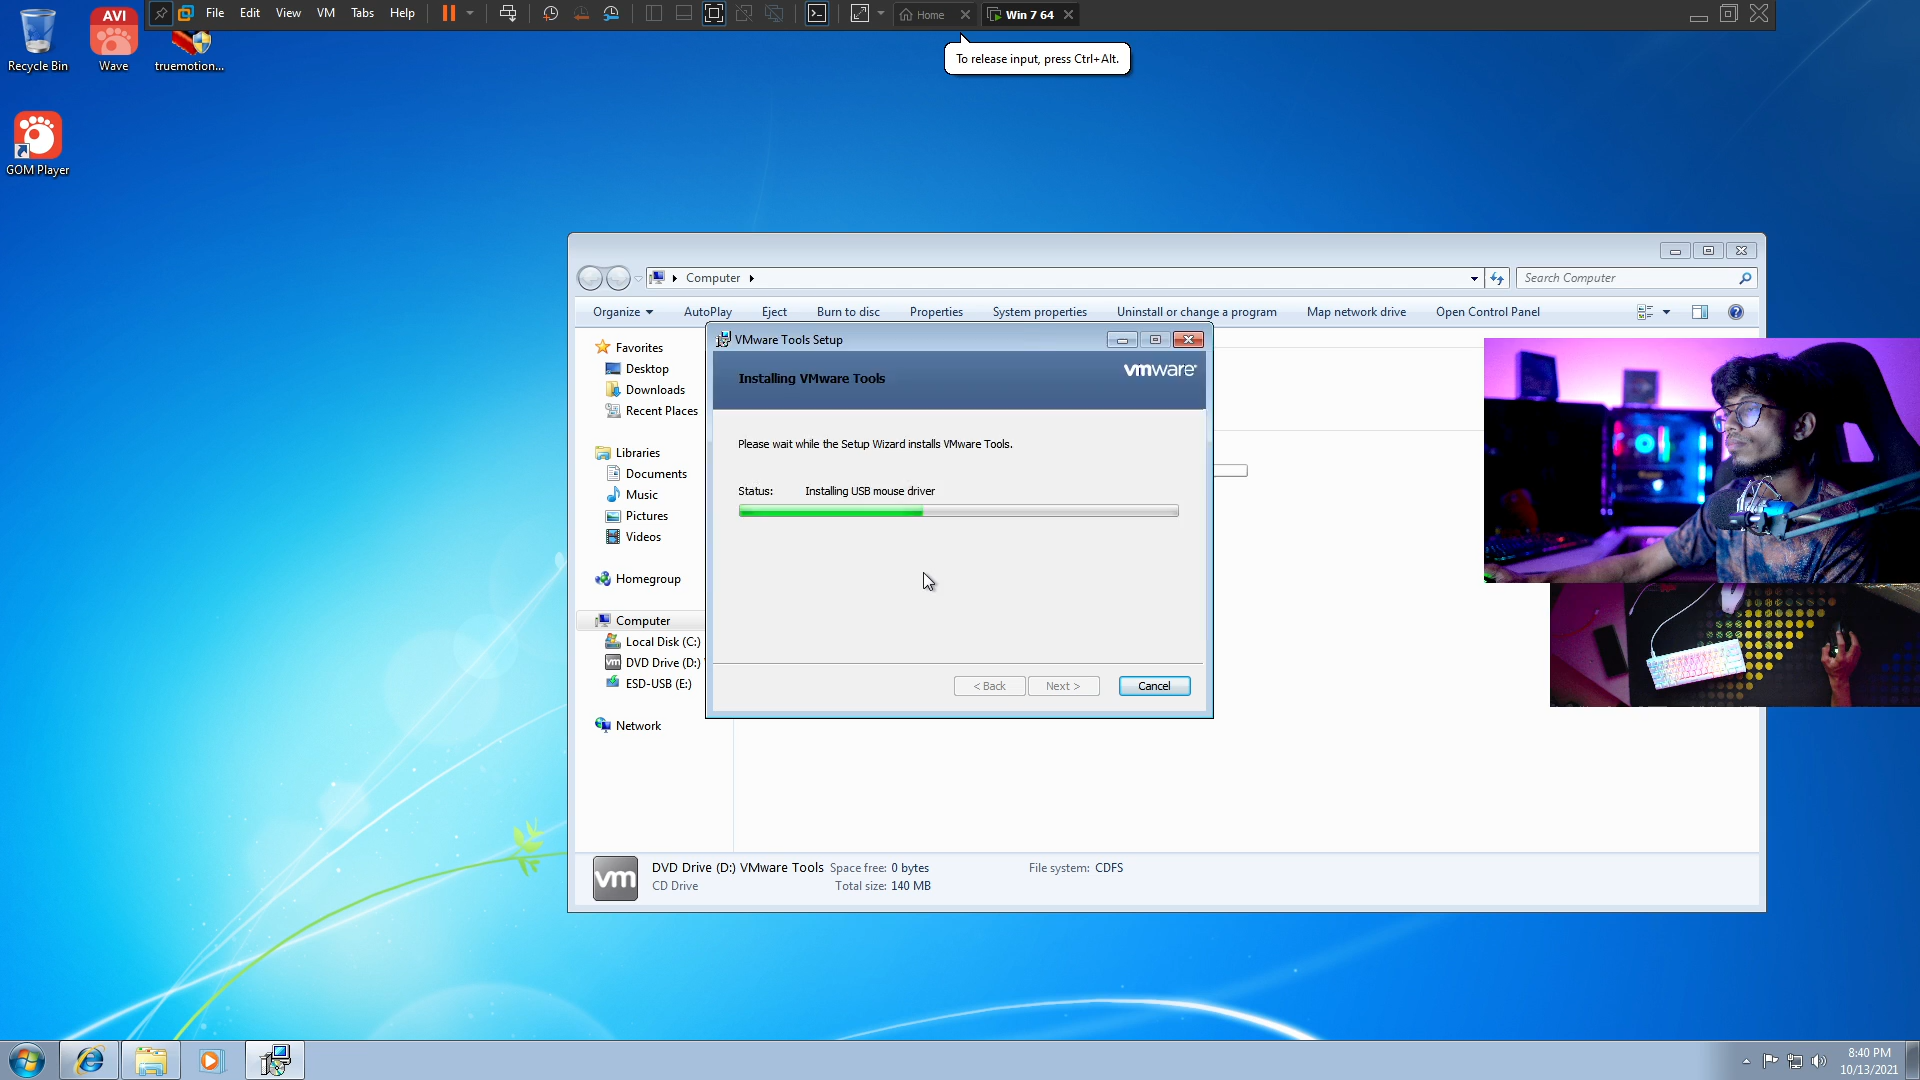 File Edit View VM Tabs Help
Home
Win 7 64
To release input, press Ctrl+Alt.
Recycle Bin
AVI
Wave
truemotion...
GOM Player
Computer
Search Computer
Organize AutoPlay Eject Burn to disc Properties System properties Uninstall or change a program Map network drive Open Control Panel
Favorites
Desktop
Downloads
Recent Places
Libraries
Documents
Music
Pictures
Videos
Homegroup
Computer
Local Disk (C:)
DVD Drive (D:)
ESD-USB (E:)
Network
VMware Tools Setup
Installing VMware Tools
vmware
Please wait while the Setup Wizard installs VMware Tools.
Status: Installing USB mouse driver
< Back Next > Cancel
vm
DVD Drive (D:) VMware Tools Space free: 0 bytes File system: CDFS
CD Drive Total size: 140 MB
8:40 PM
10/13/2021